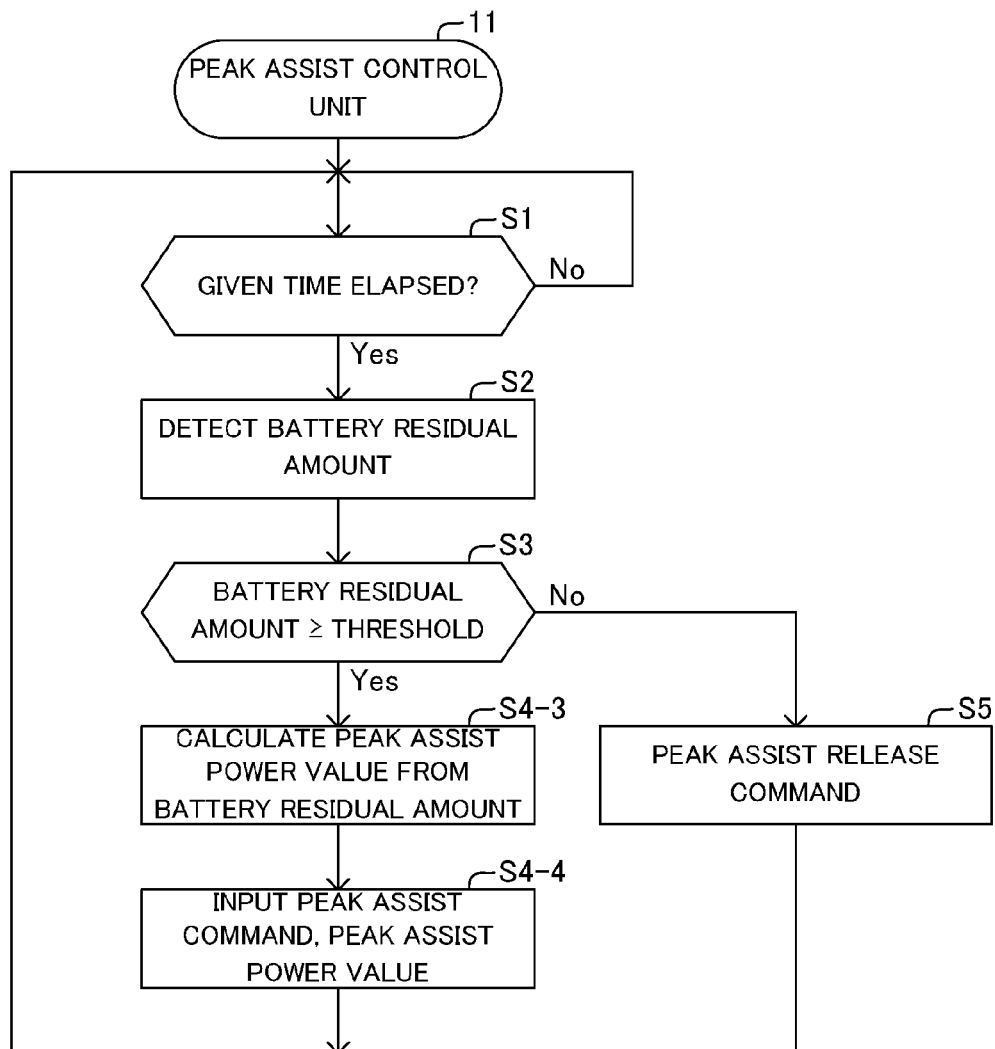 11
PEAK ASSIST CONTROL
UNIT
S1
GIVEN TIME ELAPSED?
No
Yes
S2
DETECT BATTERY RESIDUAL
AMOUNT
S3
BATTERY RESIDUAL
AMOUNT ≧ THRESHOLD
No
Yes
S4-3
CALCULATE PEAK ASSIST
POWER VALUE FROM
BATTERY RESIDUAL AMOUNT
S5
PEAK ASSIST RELEASE
COMMAND
S4-4
INPUT PEAK ASSIST
COMMAND, PEAK ASSIST
POWER VALUE